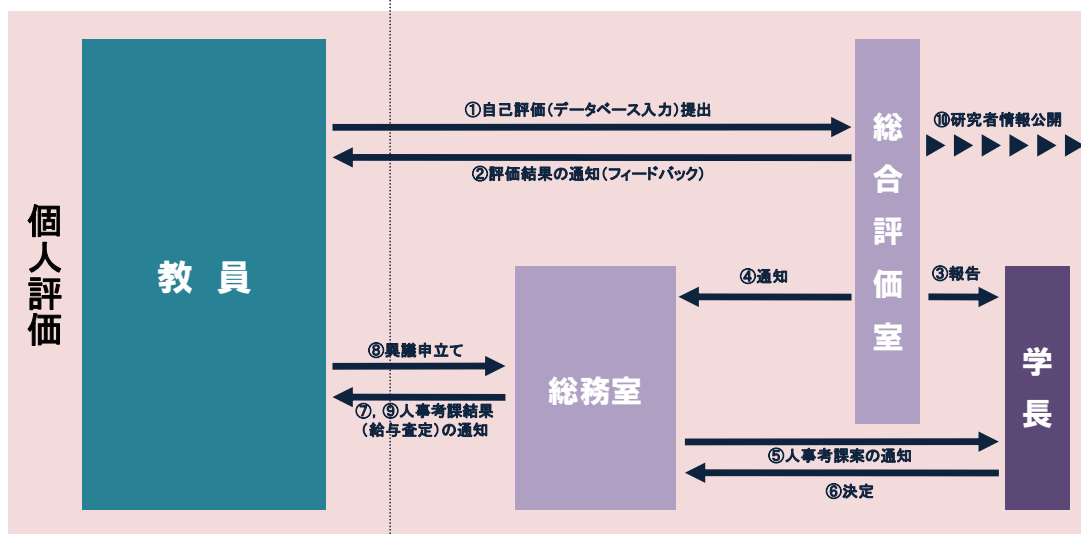 個人評価
教員
①自己評価(データベース入力)提出
②評価結果の通知(フィードバック)
総合評価室
⑩研究者情報公開
④通知
③報告
⑧異議申立て
総務室
⑦, ⑨人事考課結果
(給与査定)の通知
学長
⑤人事考課案の通知
⑥決定